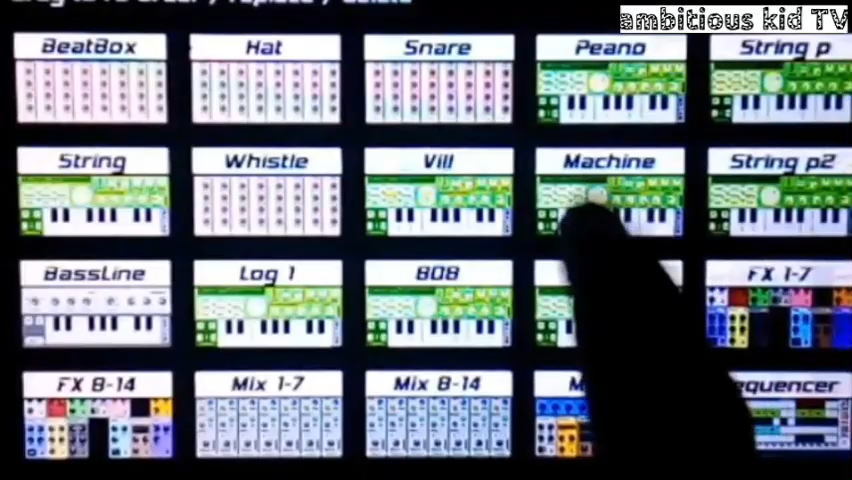 ambitious kid TV
BeatBox
Hat
Snare
Peano
String p
String
Whistle
Vill
Machine
String p2
BassLine
Log 1
808
FX 1-7
FX 8-14
Mix 1-7
Mix 8-14
equencer